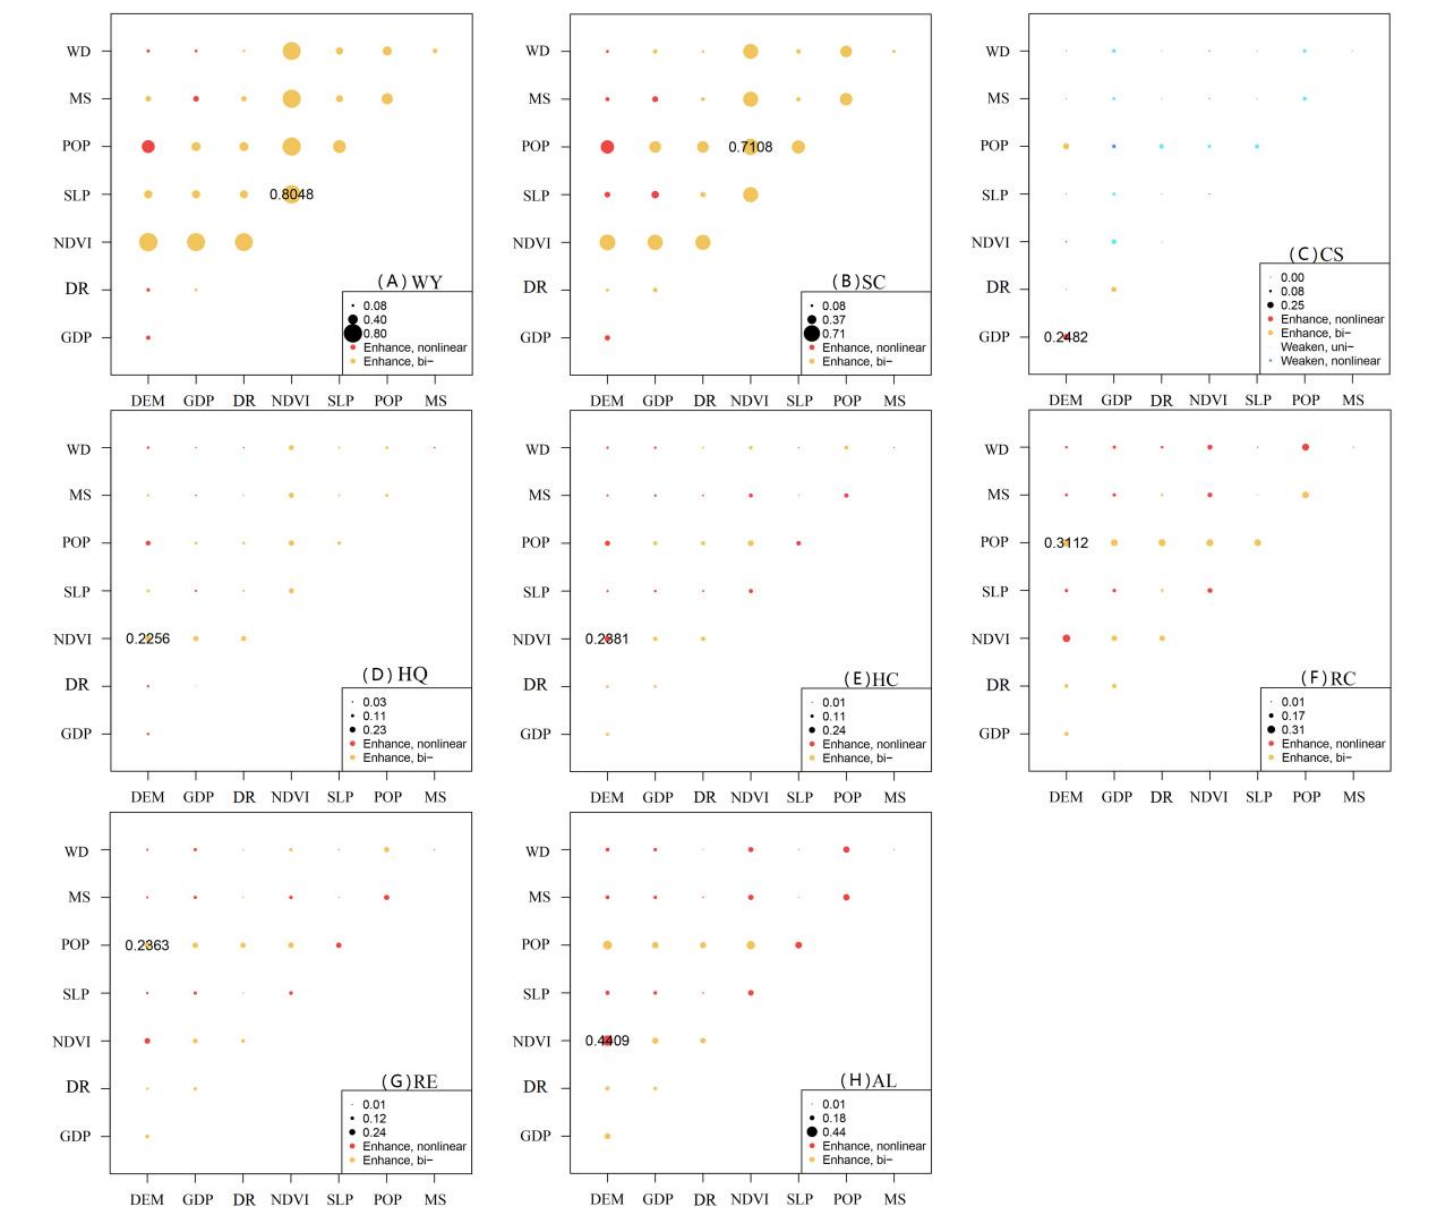 WD
MS
POP
SLP 0.8048
NDVI
DR
GDP
(A) WY
0.08
0.40
0.80
Enhance, nonlinear
Enhance, bi−
DEM GDP DR NDVI SLP POP MS
WD
MS
POP 0.7108
SLP
NDVI
DR
GDP
(B) SC
0.08
0.37
0.71
Enhance, nonlinear
Enhance, bi−
DEM GDP DR NDVI SLP POP MS
WD
MS
POP
SLP
NDVI
DR
GDP 0.2482
(C) CS
0.00
0.08
0.25
Enhance, nonlinear
Enhance, bi−
Weaken, uni−
Weaken, nonlinear
DEM GDP DR NDVI SLP POP MS
WD
MS
POP
SLP
NDVI 0.2256
DR
GDP
(D) HQ
0.03
0.11
0.23
Enhance, nonlinear
Enhance, bi−
DEM GDP DR NDVI SLP POP MS
WD
MS
POP
SLP
NDVI
DR
GDP
(E) HC
0.01
0.11
0.24
Enhance, nonlinear
Enhance, bi−
DEM GDP DR NDVI SLP POP MS
WD
MS
POP 0.3112
SLP
NDVI
DR
GDP
(F) RC
0.01
0.17
0.31
Enhance, nonlinear
Enhance, bi−
DEM GDP DR NDVI SLP POP MS
WD
MS
POP 0.2363
SLP
NDVI
DR
GDP
(G) RE
0.01
0.12
0.24
Enhance, nonlinear
Enhance, bi−
DEM GDP DR NDVI SLP POP MS
WD
MS
POP
SLP
NDVI 0.4409
DR
GDP
(H) AL
0.01
0.18
0.44
Enhance, nonlinear
Enhance, bi−
DEM GDP DR NDVI SLP POP MS